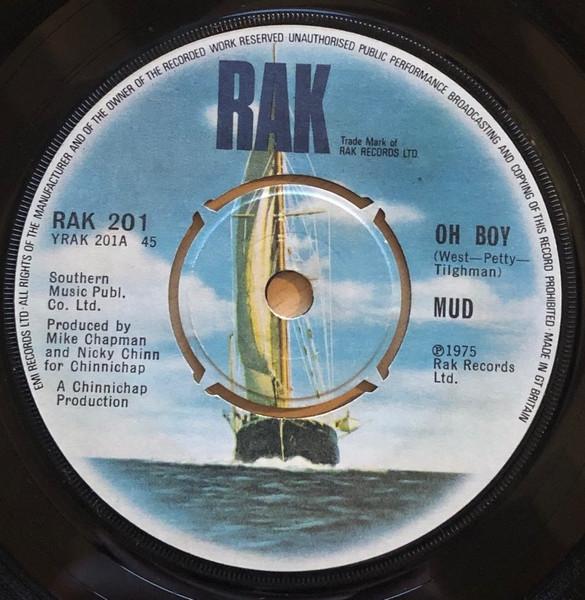 EMI RECORDS LTD · ALL RIGHTS OF THE MANUFACTURER AND OF THE OWNER OF THE RECORDED WORK RESERVED UNAUTHORISED PUBLIC PERFORMANCE BROADCASTING AND COPYING OF THIS RECORD PROHIBITED · MADE IN GT BRITAIN
RAK
Trade Mark of
RAK RECORDS LTD.
RAK 201
YRAK 201A 45
OH BOY
(West—Petty—
Tilghman)
Southern
Music Publ.
Co. Ltd.
MUD
Produced by
Mike Chapman
and Nicky Chinn
for Chinnichap
℗1975
Rak Records
Ltd.
A Chinnichap
Production